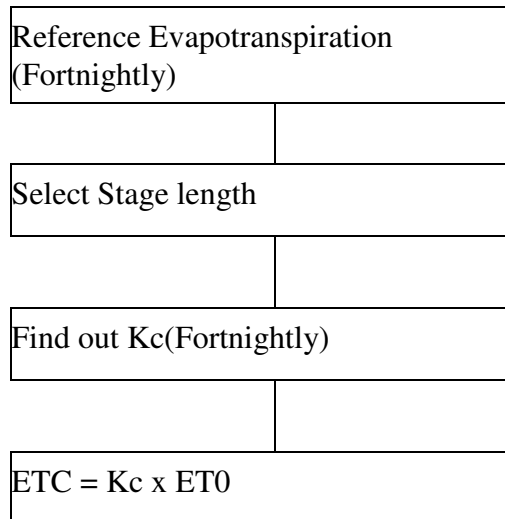 Reference Evapotranspiration
(Fortnightly)
Select Stage length
Find out Kc(Fortnightly)
ETC = Kc x ET0